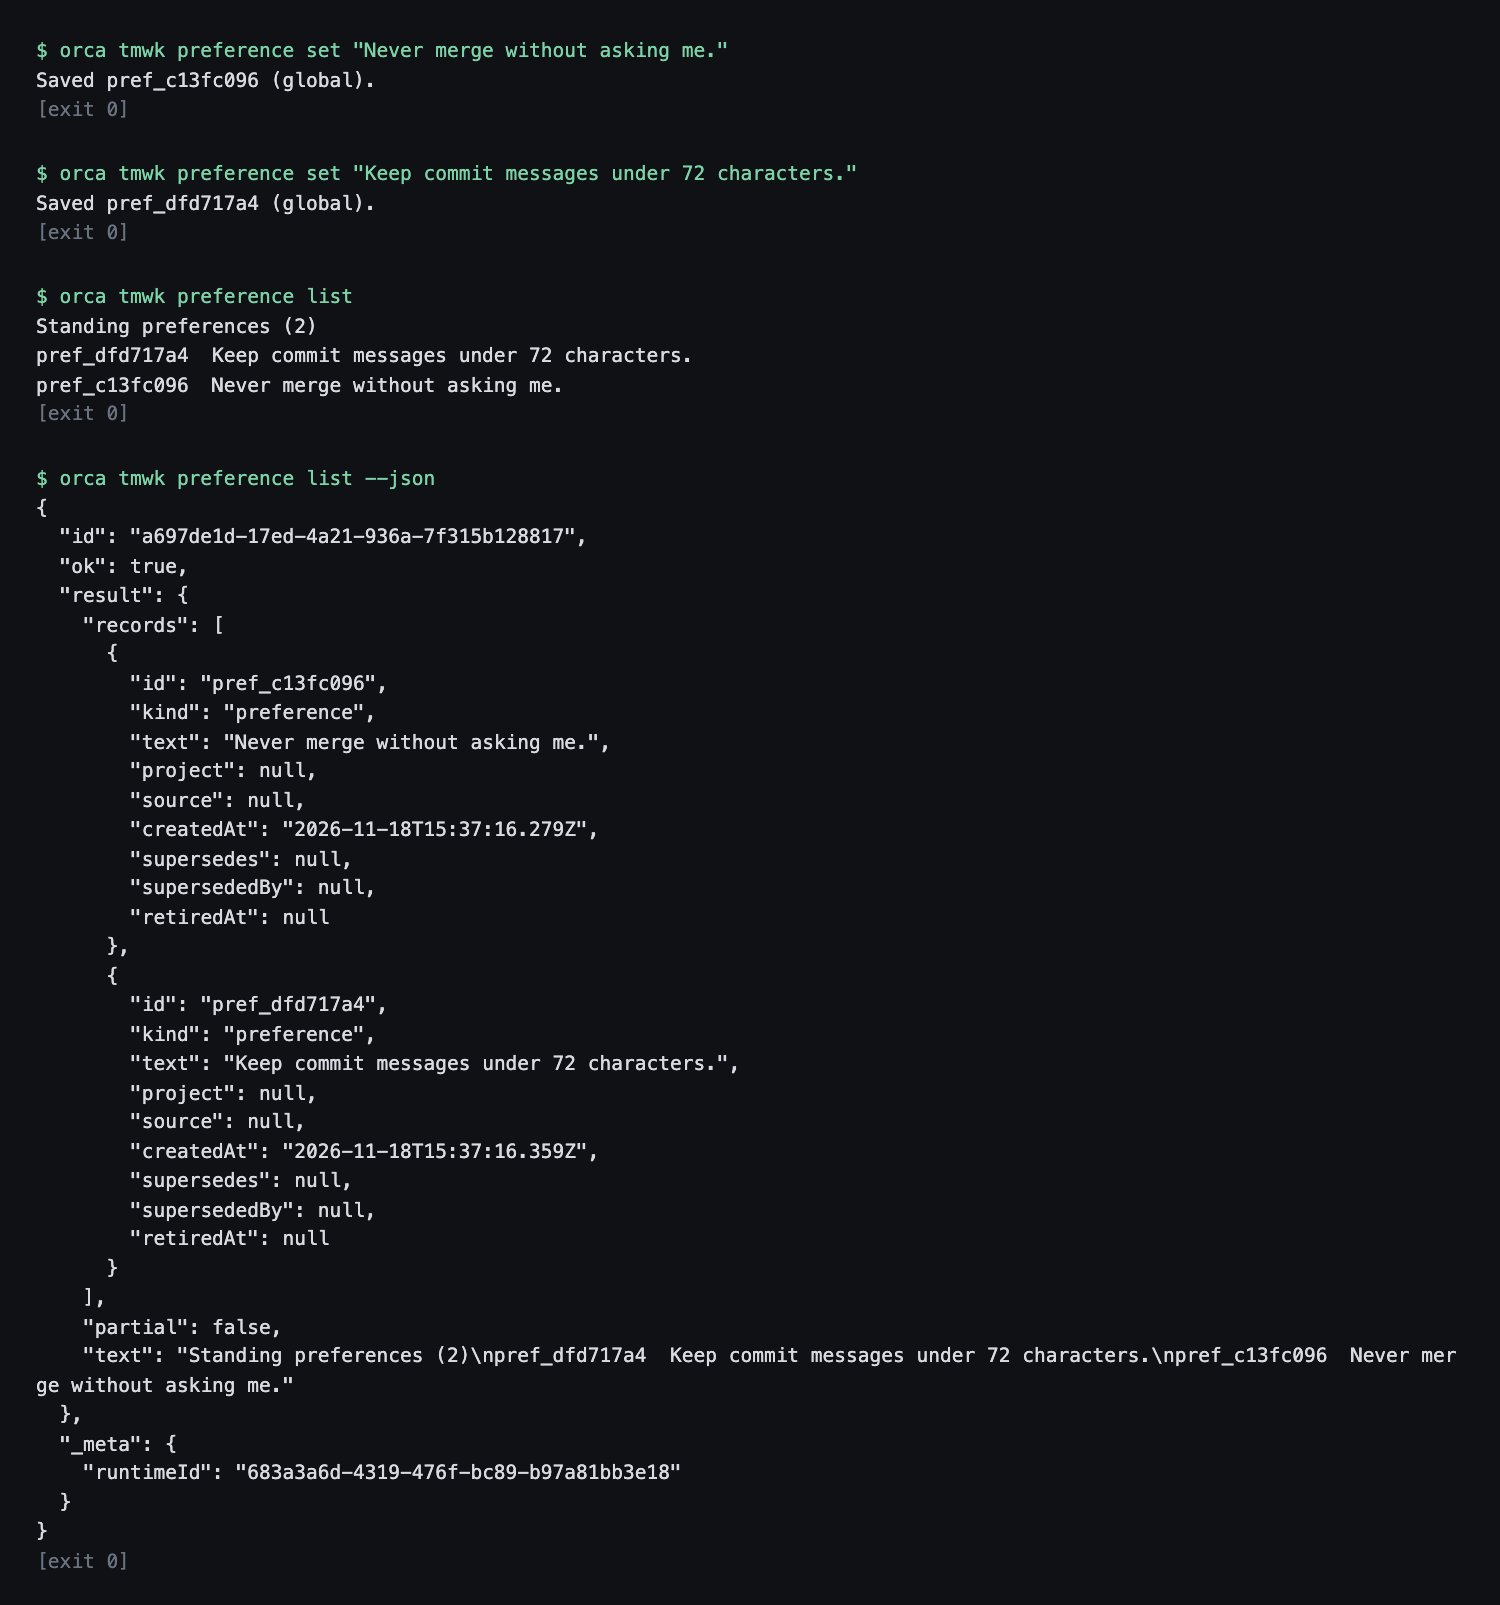 $ orca tmwk preference set "Never merge without asking me."
Saved pref_c13fc096 (global).
[exit 0]

$ orca tmwk preference set "Keep commit messages under 72 characters."
Saved pref_dfd717a4 (global).
[exit 0]

$ orca tmwk preference list
Standing preferences (2)
pref_dfd717a4  Keep commit messages under 72 characters.
pref_c13fc096  Never merge without asking me.
[exit 0]

$ orca tmwk preference list --json
{
  "id": "a697de1d-17ed-4a21-936a-7f315b128817",
  "ok": true,
  "result": {
    "records": [
      {
        "id": "pref_c13fc096",
        "kind": "preference",
        "text": "Never merge without asking me.",
        "project": null,
        "source": null,
        "createdAt": "2026-11-18T15:37:16.279Z",
        "supersedes": null,
        "supersededBy": null,
        "retiredAt": null
      },
      {
        "id": "pref_dfd717a4",
        "kind": "preference",
        "text": "Keep commit messages under 72 characters.",
        "project": null,
        "source": null,
        "createdAt": "2026-11-18T15:37:16.359Z",
        "supersedes": null,
        "supersededBy": null,
        "retiredAt": null
      }
    ],
    "partial": false,
    "text": "Standing preferences (2)\npref_dfd717a4  Keep commit messages under 72 characters.\npref_c13fc096  Never mer
ge without asking me."
  },
  "_meta": {
    "runtimeId": "683a3a6d-4319-476f-bc89-b97a81bb3e18"
  }
}
[exit 0]